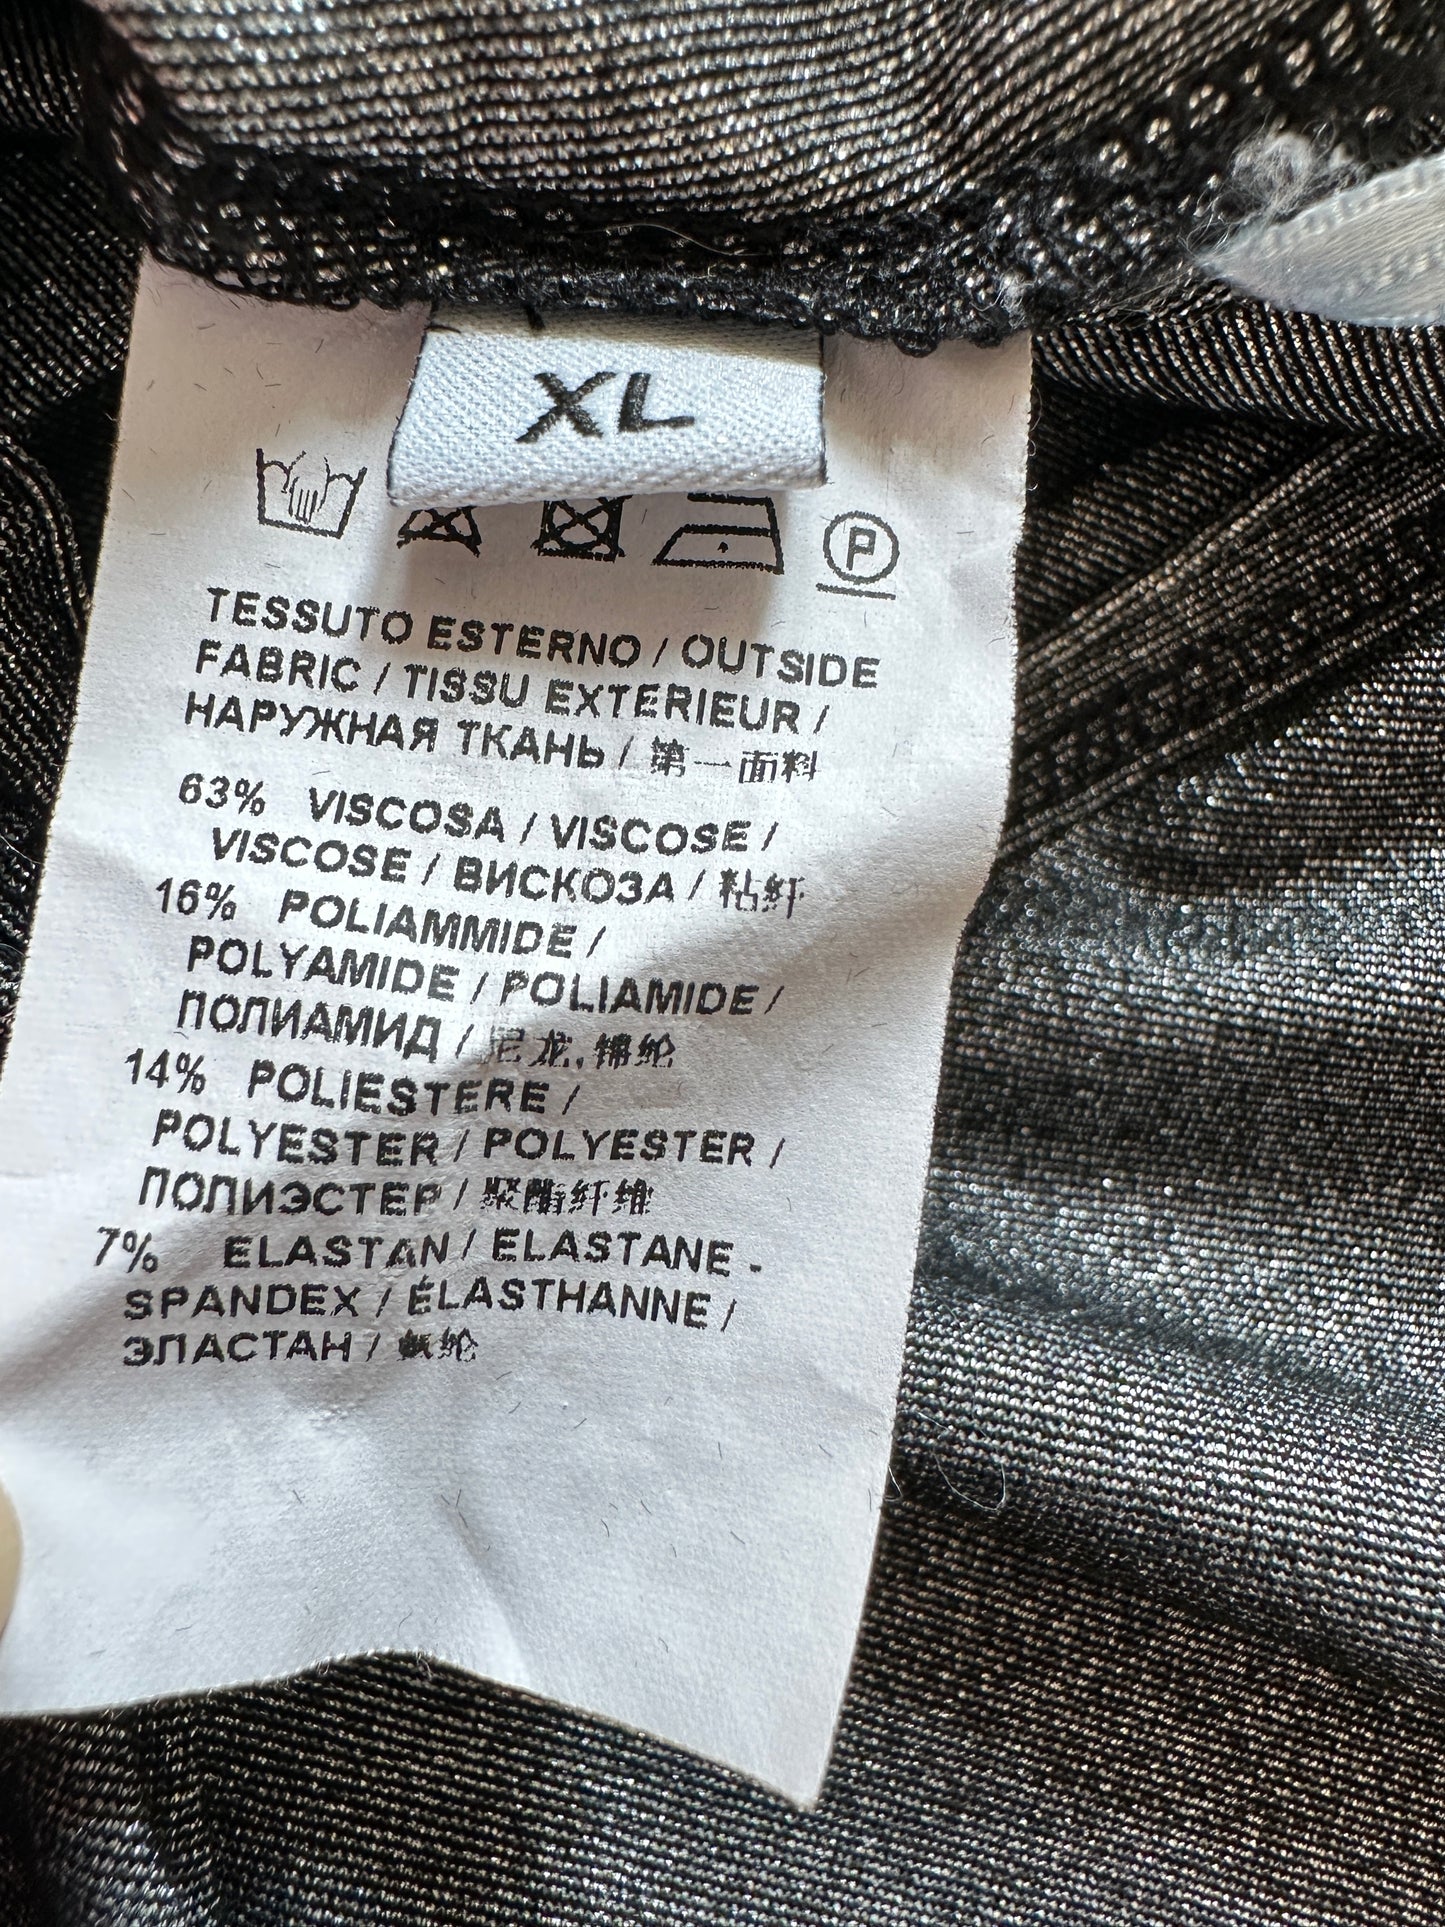 XL
P
TESSUTO ESTERNO / OUTSIDE
FABRIC / TISSU EXTERIEUR /
НАРУЖНАЯ ТКАНЬ / 第一面料
63% VISCOSA / VISCOSE /
VISCOSE / ВИСКОЗА / 粘纤
16% POLIAMMIDE /
POLYAMIDE / POLIAMIDE /
ПОЛИАМИД / 尼龙,锦纶
14% POLIESTERE /
POLYESTER / POLYESTER /
ПОЛИЭСТЕР / 聚酯纤维
7% ELASTAN / ELASTANE -
SPANDEX / ÉLASTHANNE /
ЭЛАСТАН /